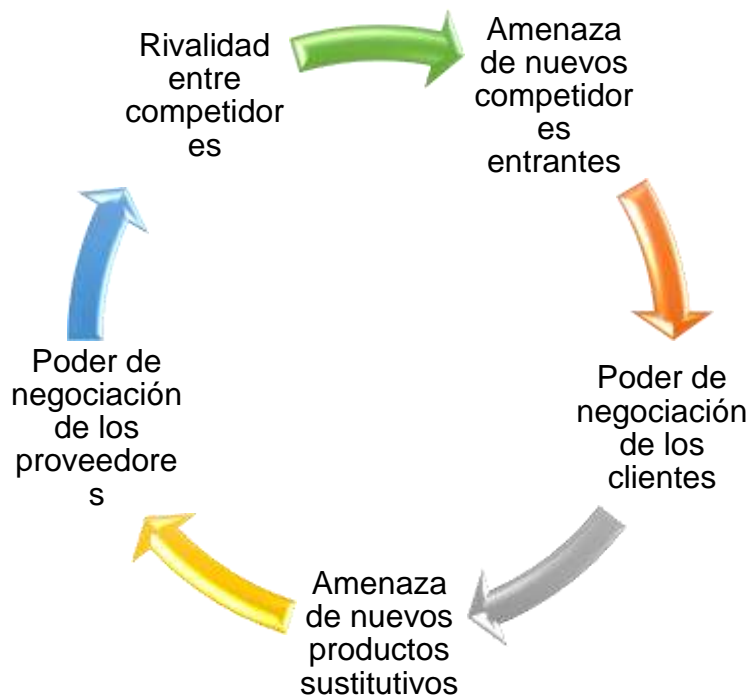 Rivalidad
entre
competidor
es
Amenaza
de nuevos
competidor
es
entrantes
Poder de
negociación
de los
clientes
Amenaza
de nuevos
productos
sustitutivos
Poder de
negociación
de los
proveedore
s